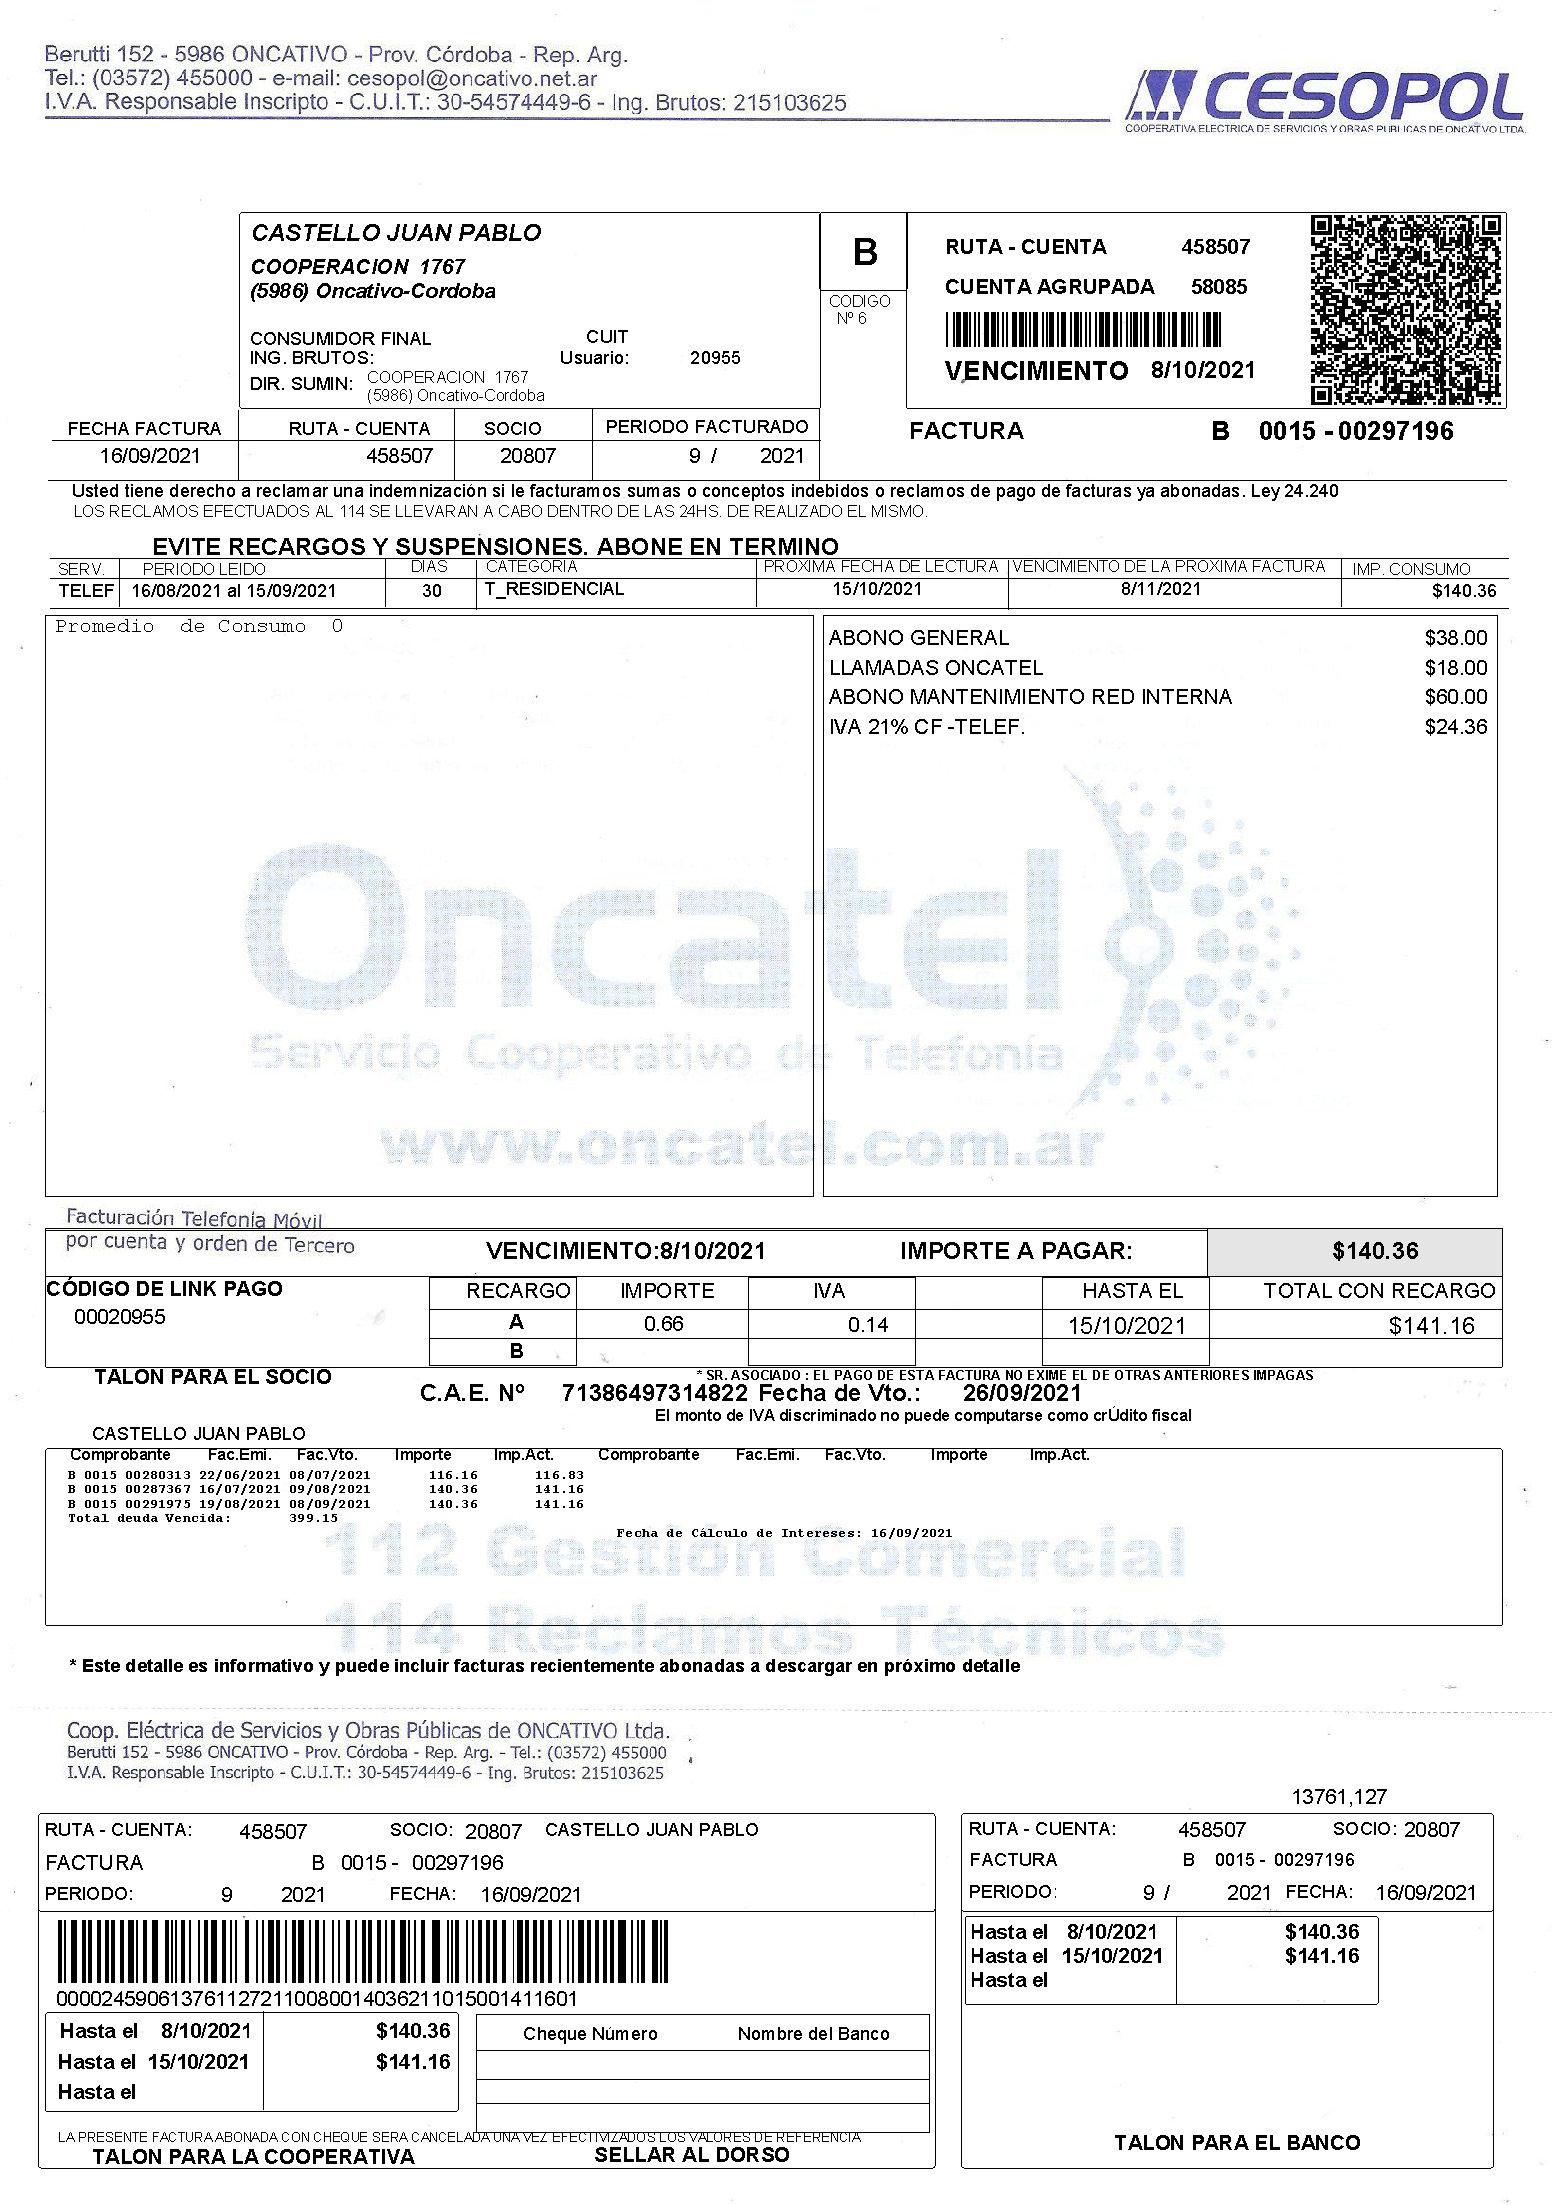 Berutti 152 - 5986 ONCATIVO - Prov. Córdoba - Rep. Arg.
Tel.: (03572) 455000 - e-mail: cesopol@oncativo.net.ar
I.V.A. Responsable Inscripto - C.U.I.T.: 30-54574449-6 - Ing. Brutos: 215103625
CESOPOL
COOPERATIVA ELECTRICA DE SERVICIOS Y OBRAS PUBLICAS DE ONCATIVO LTDA.
CASTELLO JUAN PABLO
COOPERACION 1767
(5986) Oncativo-Cordoba
CONSUMIDOR FINAL CUIT
ING. BRUTOS: Usuario: 20955
DIR. SUMIN: COOPERACION 1767
(5986) Oncativo-Cordoba
B
CODIGO
Nº 6
RUTA - CUENTA 458507
CUENTA AGRUPADA 58085
VENCIMIENTO 8/10/2021
FECHA FACTURA RUTA - CUENTA SOCIO PERIODO FACTURADO
16/09/2021 458507 20807 9 / 2021
FACTURA B 0015 - 00297196
Usted tiene derecho a reclamar una indemnización si le facturamos sumas o conceptos indebidos o reclamos de pago de facturas ya abonadas. Ley 24.240
LOS RECLAMOS EFECTUADOS AL 114 SE LLEVARAN A CABO DENTRO DE LAS 24HS. DE REALIZADO EL MISMO.
EVITE RECARGOS Y SUSPENSIONES. ABONE EN TERMINO
SERV. PERIODO LEIDO DIAS CATEGORIA PROXIMA FECHA DE LECTURA VENCIMIENTO DE LA PROXIMA FACTURA IMP. CONSUMO
TELEF 16/08/2021 al 15/09/2021 30 T_RESIDENCIAL 15/10/2021 8/11/2021 $140.36
Promedio de Consumo 0
ABONO GENERAL $38.00
LLAMADAS ONCATEL $18.00
ABONO MANTENIMIENTO RED INTERNA $60.00
IVA 21% CF -TELEF. $24.36
Oncatel
Servicio Cooperativo de Telefonía
www.oncatel.com.ar
Facturación Telefonía Móvil
por cuenta y orden de Tercero
VENCIMIENTO:8/10/2021 IMPORTE A PAGAR: $140.36
CÓDIGO DE LINK PAGO
00020955
RECARGO IMPORTE IVA HASTA EL TOTAL CON RECARGO
A 0.66 0.14 15/10/2021 $141.16
B
TALON PARA EL SOCIO
* SR. ASOCIADO : EL PAGO DE ESTA FACTURA NO EXIME EL DE OTRAS ANTERIORES IMPAGAS
C.A.E. Nº 71386497314822 Fecha de Vto.: 26/09/2021
El monto de IVA discriminado no puede computarse como crÚdito fiscal
CASTELLO JUAN PABLO
Comprobante Fac.Emi. Fac.Vto. Importe Imp.Act. Comprobante Fac.Emi. Fac.Vto. Importe Imp.Act.
B 0015 00280313 22/06/2021 08/07/2021 116.16 116.83
B 0015 00287367 16/07/2021 09/08/2021 140.36 141.16
B 0015 00291975 19/08/2021 08/09/2021 140.36 141.16
Total deuda Vencida: 399.15
Fecha de Cálculo de Intereses: 16/09/2021
112 Gestión Comercial
114 Reclamos Técnicos
* Este detalle es informativo y puede incluir facturas recientemente abonadas a descargar en próximo detalle
Coop. Eléctrica de Servicios y Obras Públicas de ONCATIVO Ltda.
Berutti 152 - 5986 ONCATIVO - Prov. Córdoba - Rep. Arg. - Tel.: (03572) 455000
I.V.A. Responsable Inscripto - C.U.I.T.: 30-54574449-6 - Ing. Brutos: 215103625
13761,127
RUTA - CUENTA: 458507 SOCIO: 20807 CASTELLO JUAN PABLO
FACTURA B 0015 - 00297196
PERIODO: 9 2021 FECHA: 16/09/2021
00002459061376112721100800140362110150014 11601
Hasta el 8/10/2021 $140.36
Hasta el 15/10/2021 $141.16
Hasta el
Cheque Número Nombre del Banco
LA PRESENTE FACTURA ABONADA CON CHEQUE SERA CANCELADA UNA VEZ EFECTIVIZADOS LOS VALORES DE REFERENCIA
TALON PARA LA COOPERATIVA SELLAR AL DORSO
RUTA - CUENTA: 458507 SOCIO: 20807
FACTURA B 0015 - 00297196
PERIODO: 9 / 2021 FECHA: 16/09/2021
Hasta el 8/10/2021 $140.36
Hasta el 15/10/2021 $141.16
Hasta el
TALON PARA EL BANCO